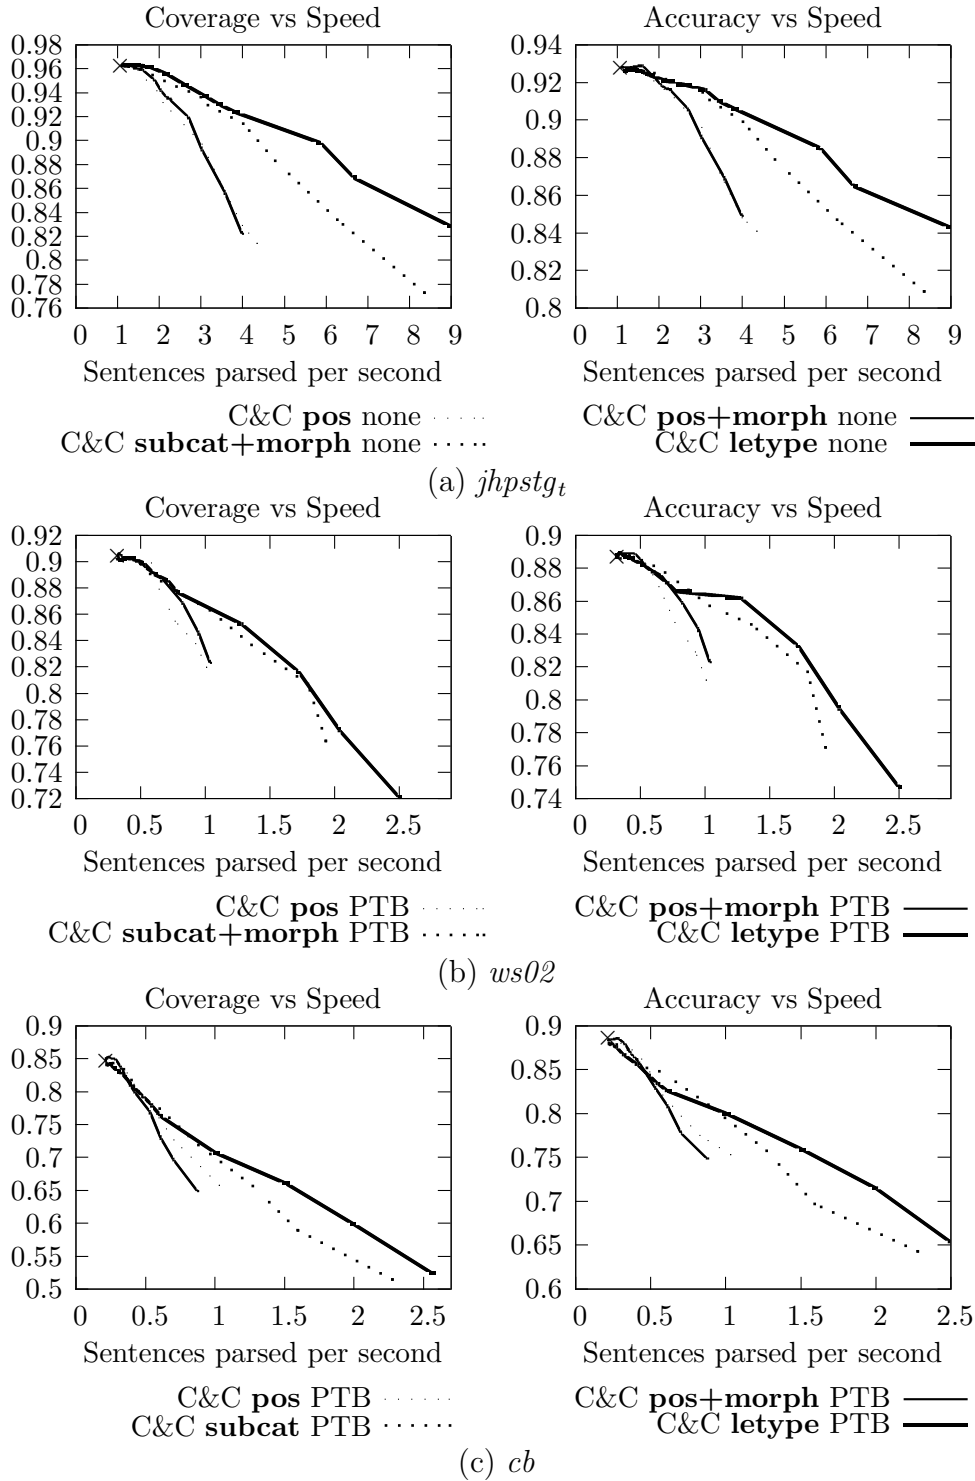 Coverage vs Speed
0.98
0.96
0.94
0.92
0.9
0.88
0.86
0.84
0.82
0.8
0.78
0.76
0 1 2 3 4 5 6 7 8 9
Sentences parsed per second
Accuracy vs Speed
0.94
0.92
0.9
0.88
0.86
0.84
0.82
0.8
0 1 2 3 4 5 6 7 8 9
Sentences parsed per second
C&C pos none
C&C subcat+morph none
C&C pos+morph none
C&C letype none
(a) jhpstg_t
Coverage vs Speed
0.92
0.9
0.88
0.86
0.84
0.82
0.8
0.78
0.76
0.74
0.72
0 0.5 1 1.5 2 2.5
Sentences parsed per second
Accuracy vs Speed
0.9
0.88
0.86
0.84
0.82
0.8
0.78
0.76
0.74
0 0.5 1 1.5 2 2.5
Sentences parsed per second
C&C pos PTB
C&C subcat+morph PTB
C&C pos+morph PTB
C&C letype PTB
(b) ws02
Coverage vs Speed
0.9
0.85
0.8
0.75
0.7
0.65
0.6
0.55
0.5
0 0.5 1 1.5 2 2.5
Sentences parsed per second
Accuracy vs Speed
0.9
0.85
0.8
0.75
0.7
0.65
0.6
0 0.5 1 1.5 2 2.5
Sentences parsed per second
C&C pos PTB
C&C subcat PTB
C&C pos+morph PTB
C&C letype PTB
(c) cb